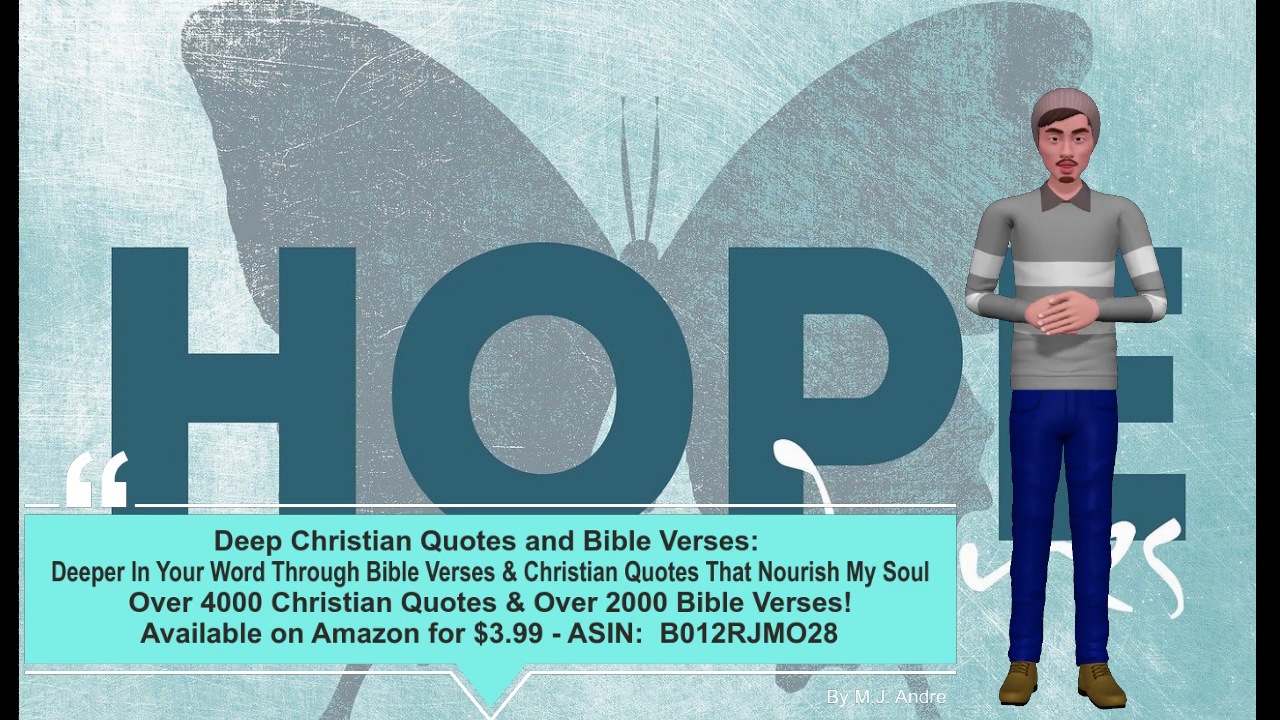 HOPE
“
Deep Christian Quotes and Bible Verses:
Deeper In Your Word Through Bible Verses & Christian Quotes That Nourish My Soul
Over 4000 Christian Quotes & Over 2000 Bible Verses!
Available on Amazon for $3.99 - ASIN:  B012RJMO28
By M.J. Andre